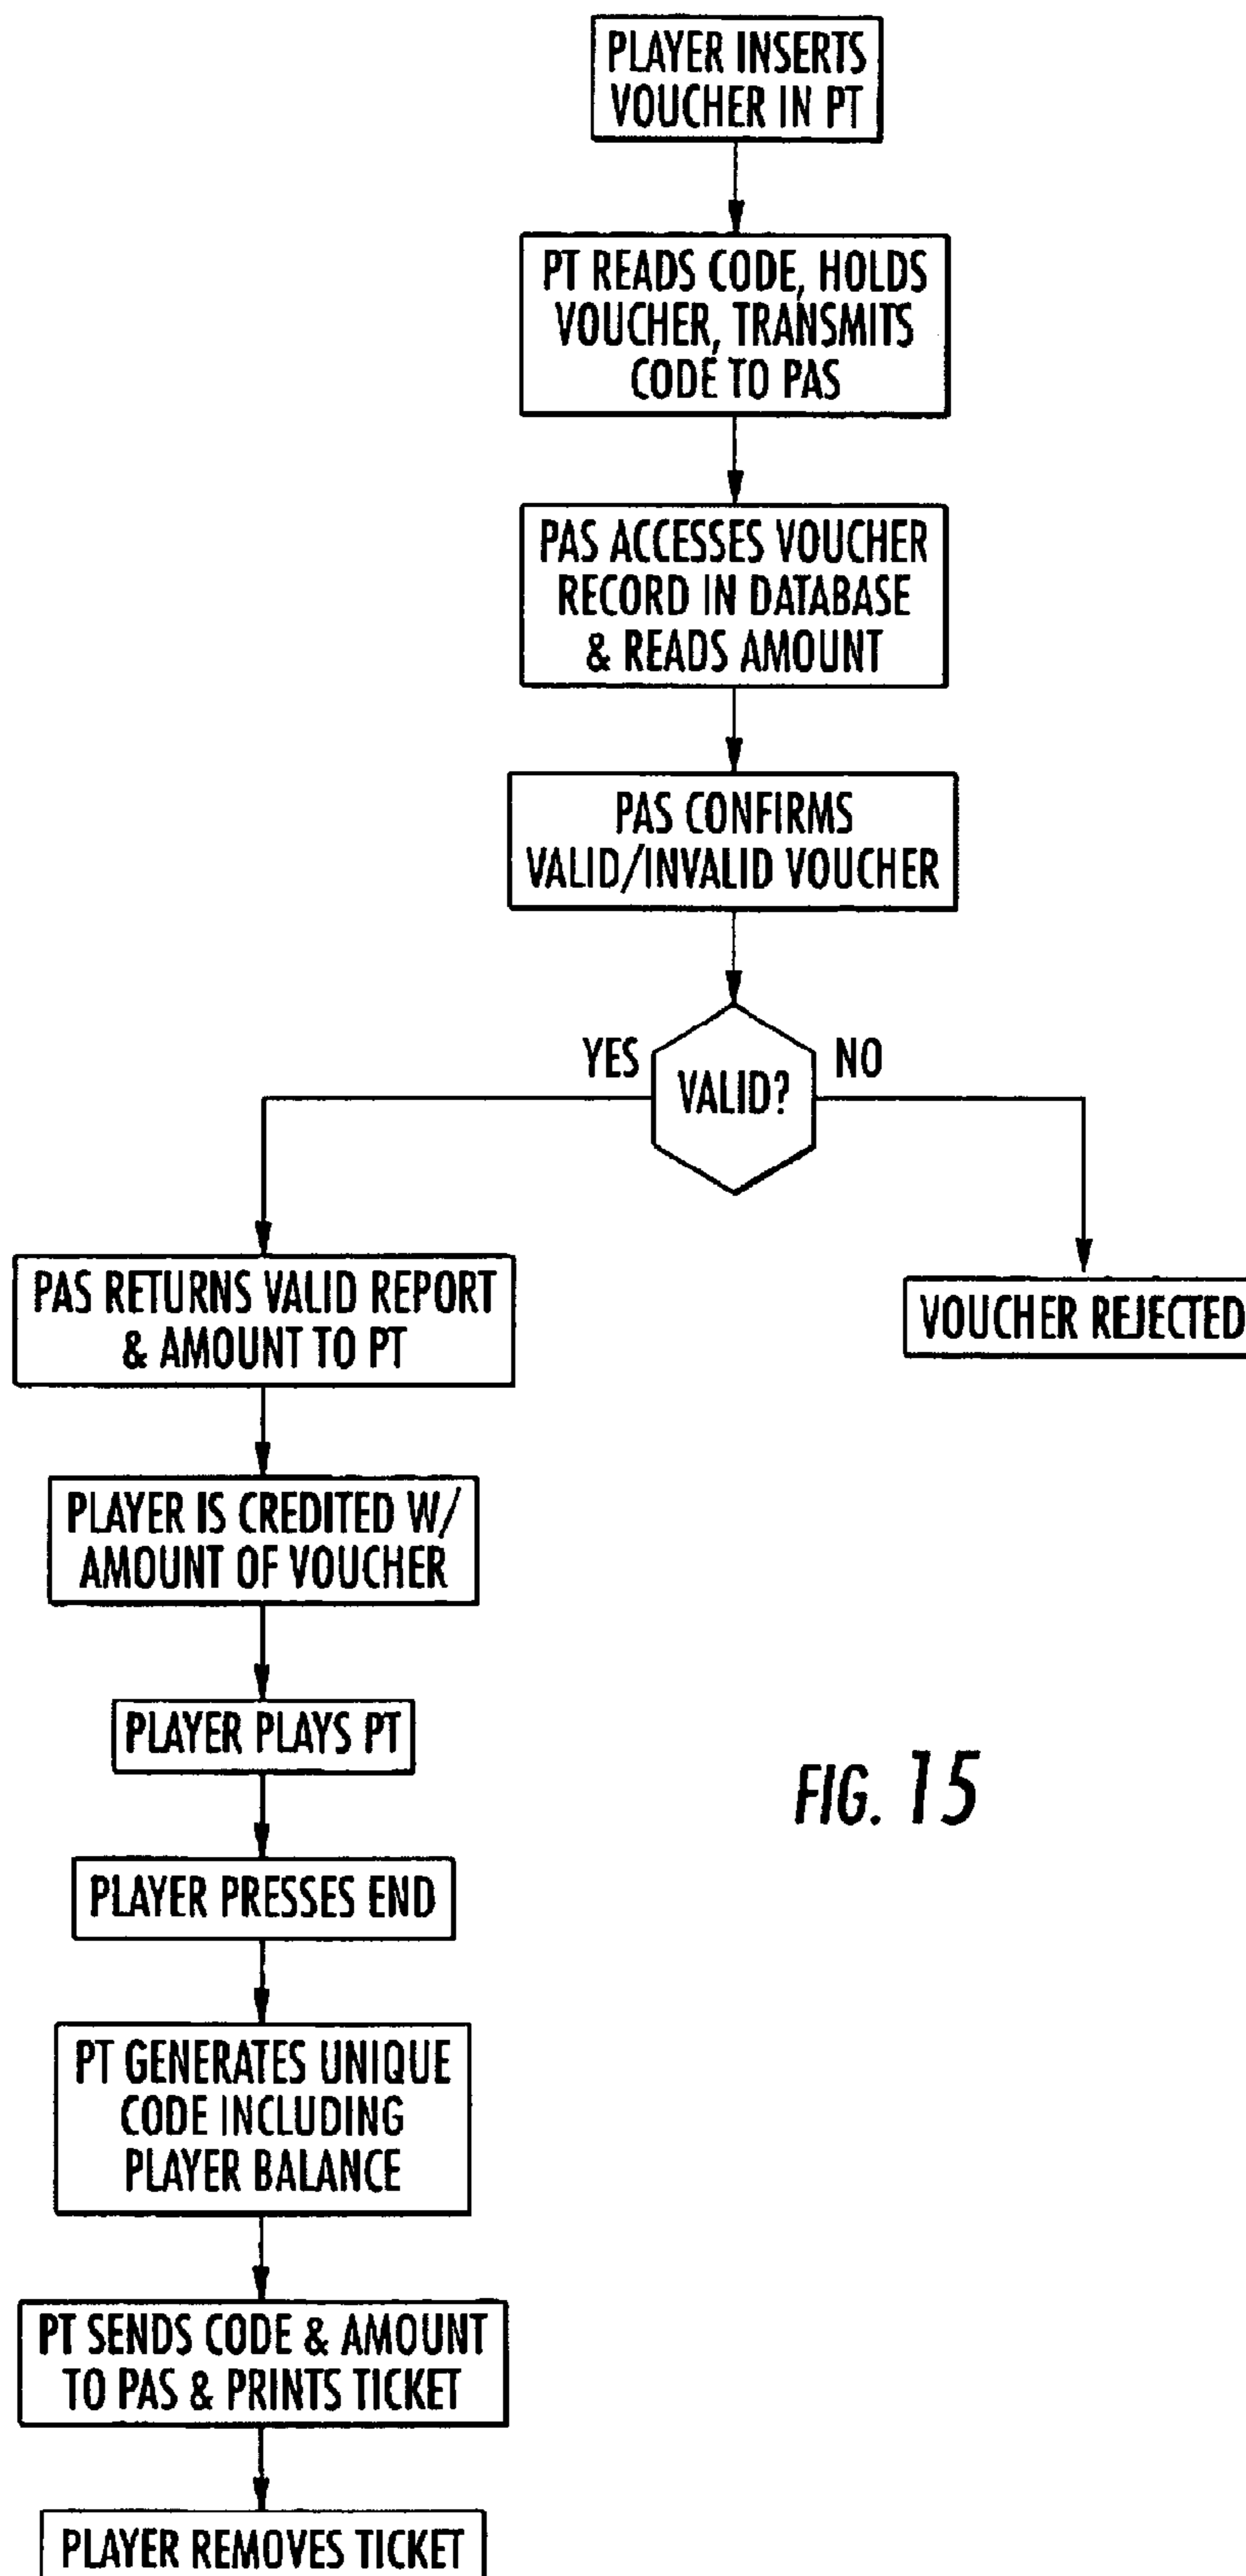 PLAYER INSERTS
VOUCHER IN PT
PT READS CODE, HOLDS
VOUCHER, TRANSMITS
CODE TO PAS
PAS ACCESSES VOUCHER
RECORD IN DATABASE
& READS AMOUNT
PAS CONFIRMS
VALID/INVALID VOUCHER
YES
VALID?
NO
PAS RETURNS VALID REPORT
& AMOUNT TO PT
VOUCHER REJECTED
PLAYER IS CREDITED W/
AMOUNT OF VOUCHER
PLAYER PLAYS PT
FIG. 15
PLAYER PRESSES END
PT GENERATES UNIQUE
CODE INCLUDING
PLAYER BALANCE
PT SENDS CODE & AMOUNT
TO PAS & PRINTS TICKET
PLAYER REMOVES TICKET